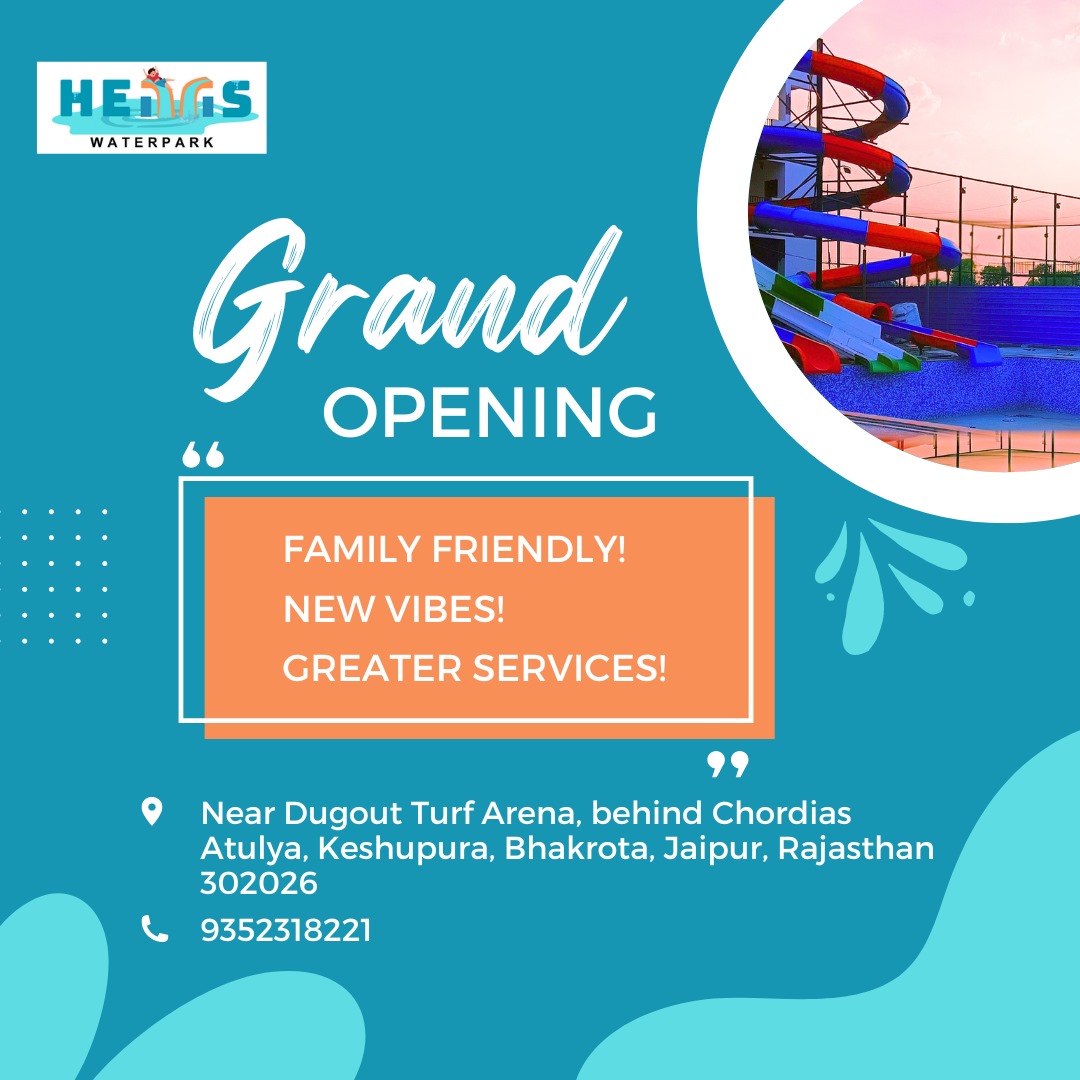 HEMS
WATERPARK
Grand
OPENING
“
FAMILY FRIENDLY!
NEW VIBES!
GREATER SERVICES!
”
Near Dugout Turf Arena, behind Chordias
Atulya, Keshupura, Bhakrota, Jaipur, Rajasthan
302026
9352318221